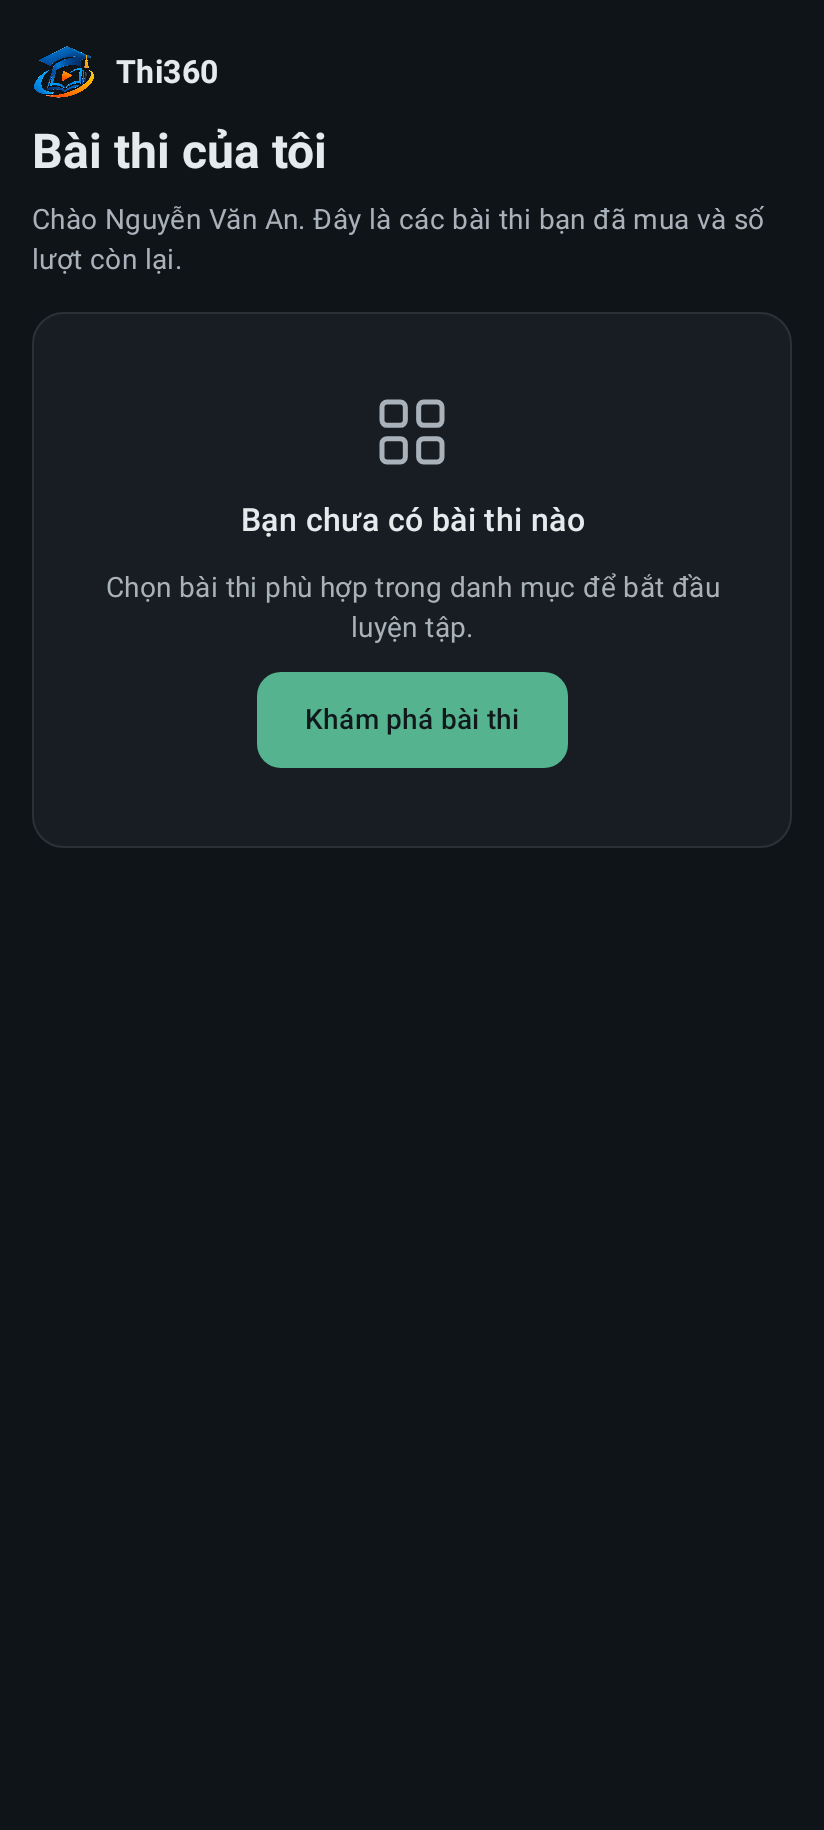 Thi360
Bài thi của tôi
Chào Nguyễn Văn An. Đây là các bài thi bạn đã mua và số
lượt còn lại.
Bạn chưa có bài thi nào
Chọn bài thi phù hợp trong danh mục để bắt đầu
luyện tập.
Khám phá bài thi